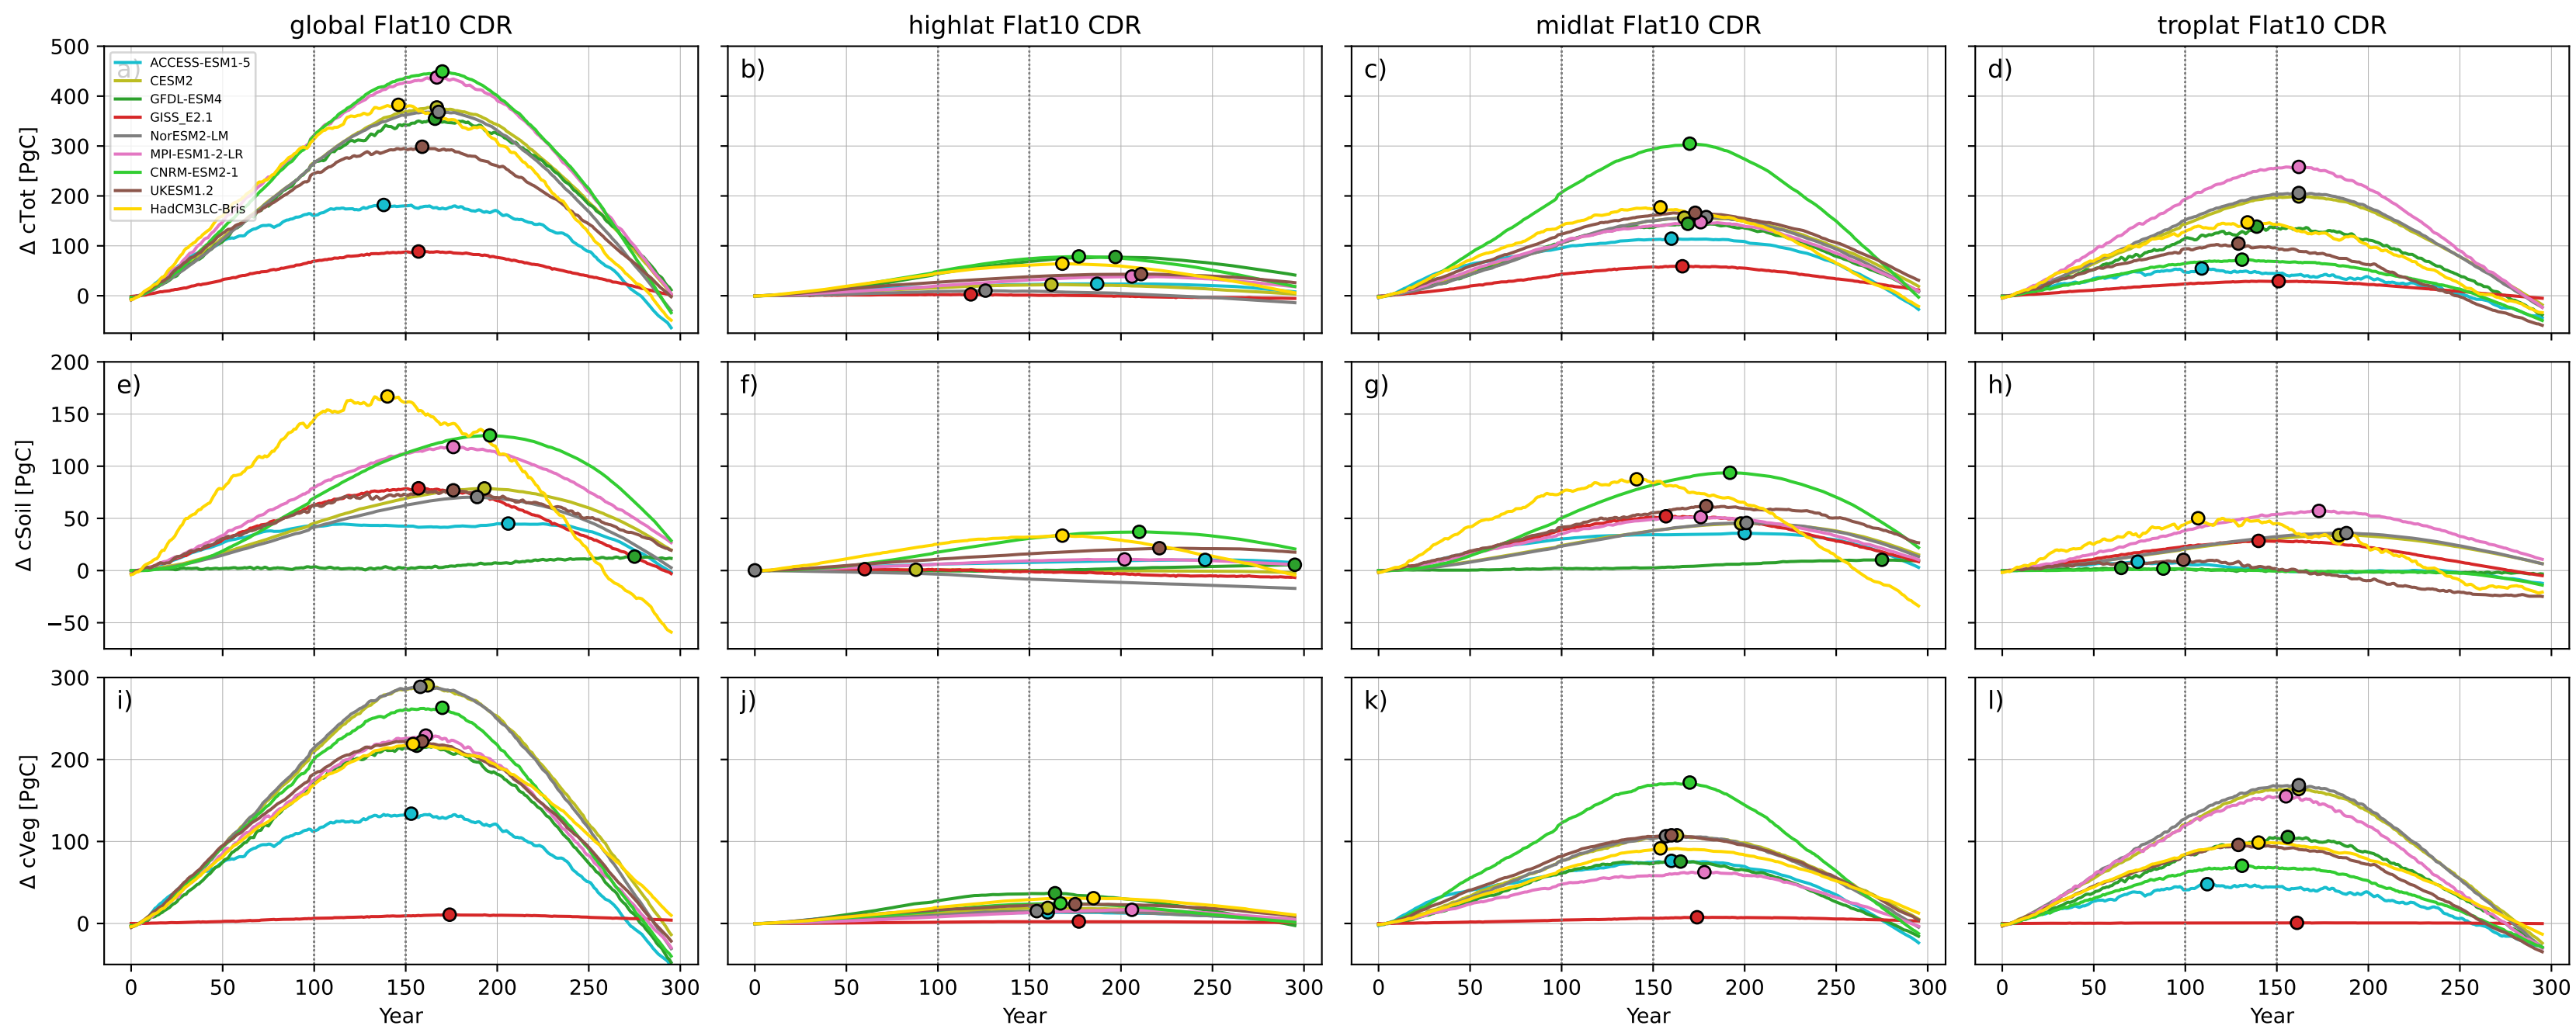 global Flat10 CDR
highlat Flat10 CDR
midlat Flat10 CDR
troplat Flat10 CDR
Δ cTot [PgC]
500
400
300
200
100
0
a)
ACCESS-ESM1-5
CESM2
GFDL-ESM4
GISS_E2.1
NorESM2-LM
MPI-ESM1-2-LR
CNRM-ESM2-1
UKESM1.2
HadCM3LC-Bris
b)
c)
d)
Δ cSoil [PgC]
200
150
100
50
0
−50
e)
f)
g)
h)
Δ cVeg [PgC]
300
200
100
0
i)
j)
k)
l)
0 50 100 150 200 250 300
0 50 100 150 200 250 300
0 50 100 150 200 250 300
0 50 100 150 200 250 300
Year
Year
Year
Year